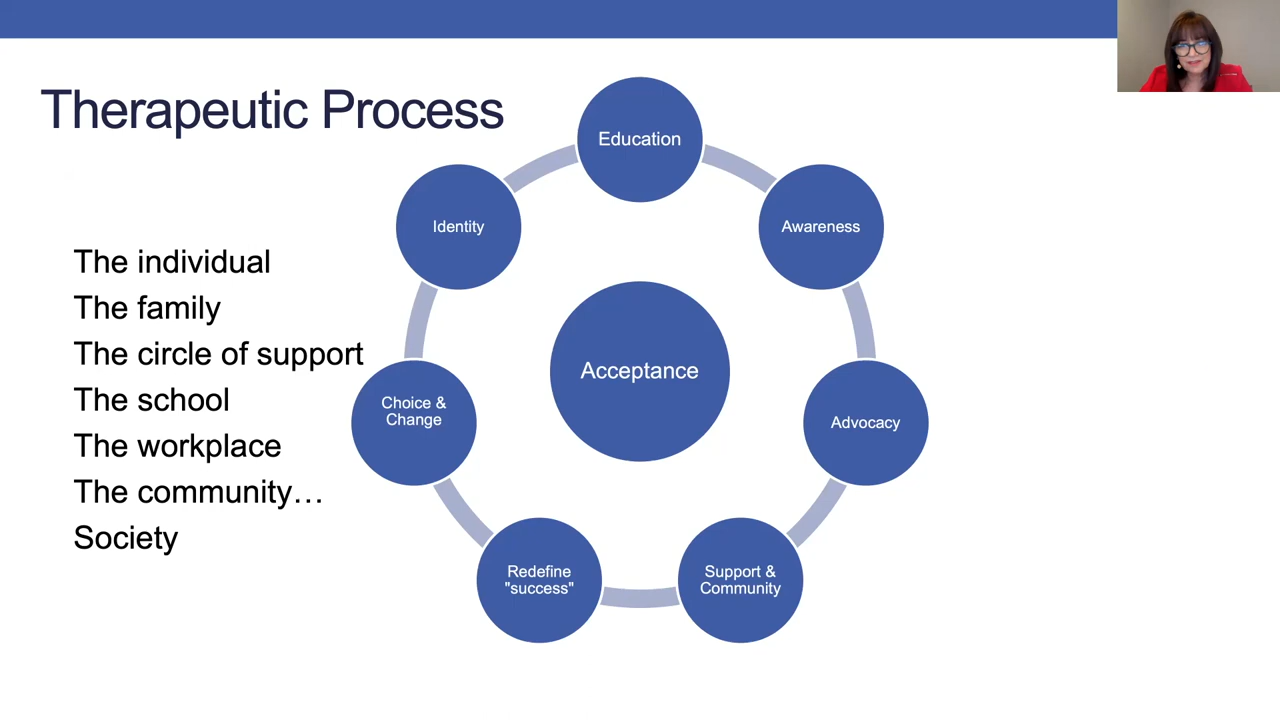 Therapeutic Process
The individual
The family
The circle of support
The school
The workplace
The community…
Society
Education
Awareness
Advocacy
Support &
Community
Redefine
"success"
Choice &
Change
Identity
Acceptance